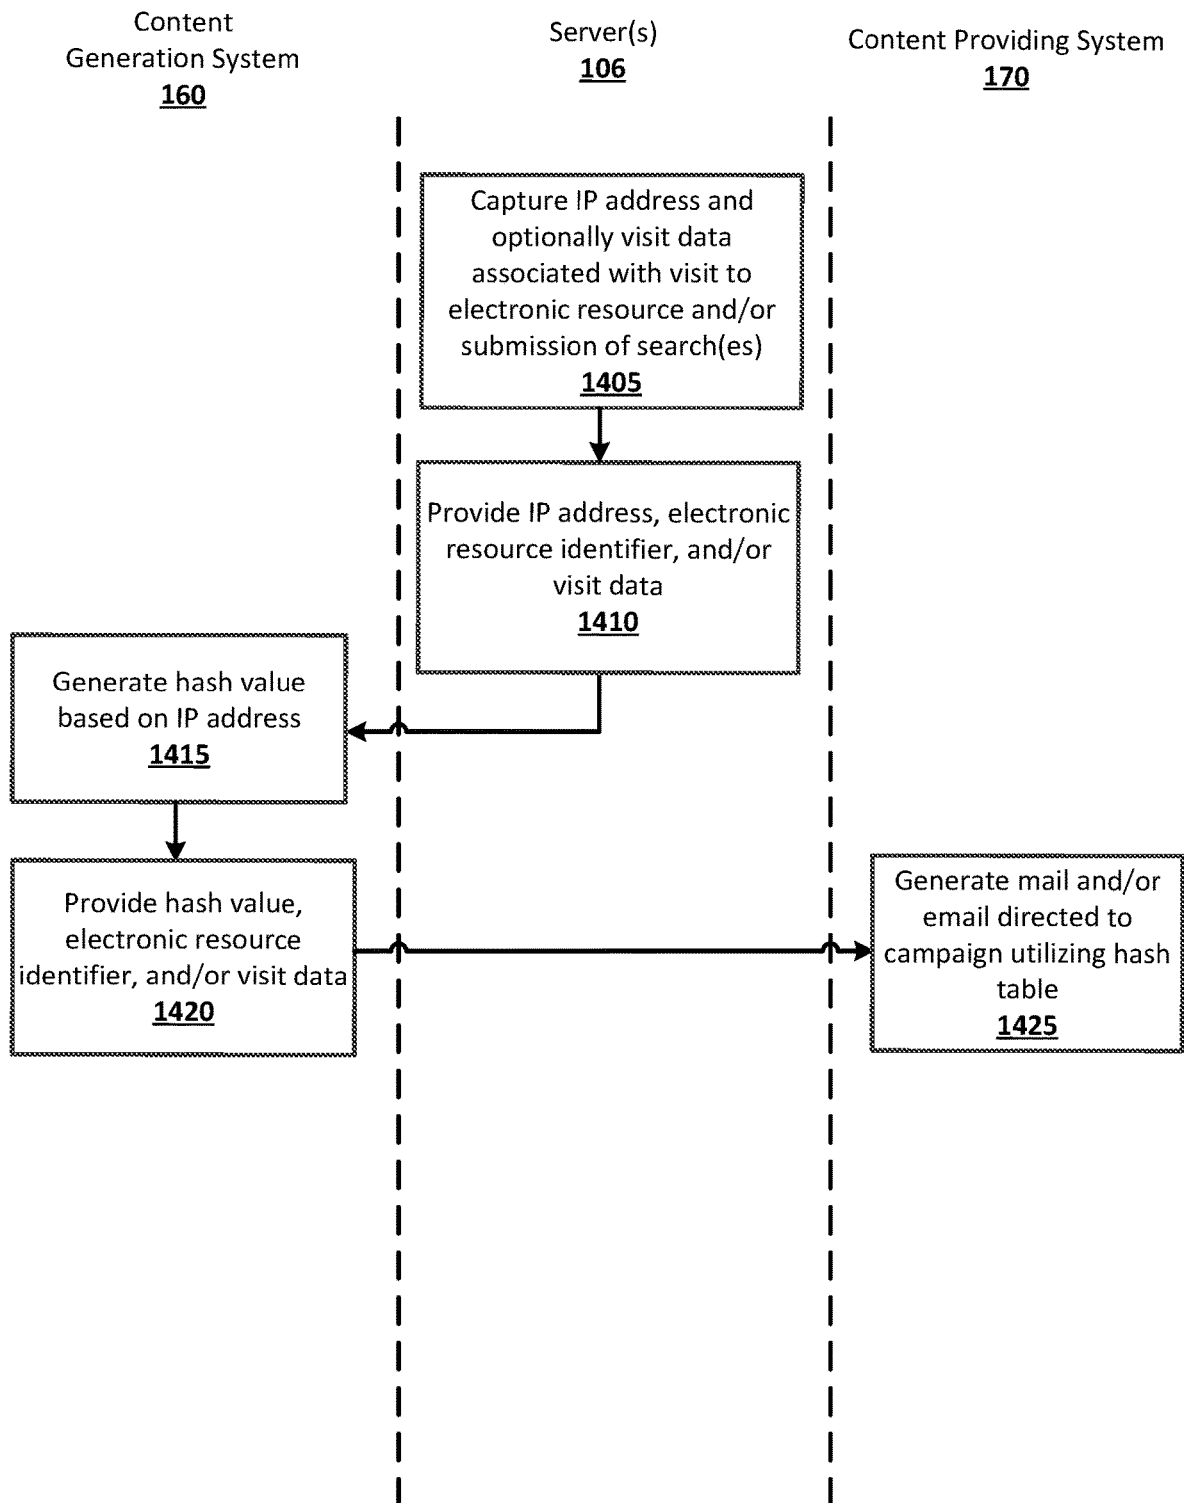 Content
Generation System
160
Server(s)
106
Content Providing System
170
Capture IP address and
optionally visit data
associated with visit to
electronic resource and/or
submission of search(es)
1405
Provide IP address, electronic
resource identifier, and/or
visit data
1410
Generate hash value
based on IP address
1415
Provide hash value,
electronic resource
identifier, and/or visit data
1420
Generate mail and/or
email directed to
campaign utilizing hash
table
1425